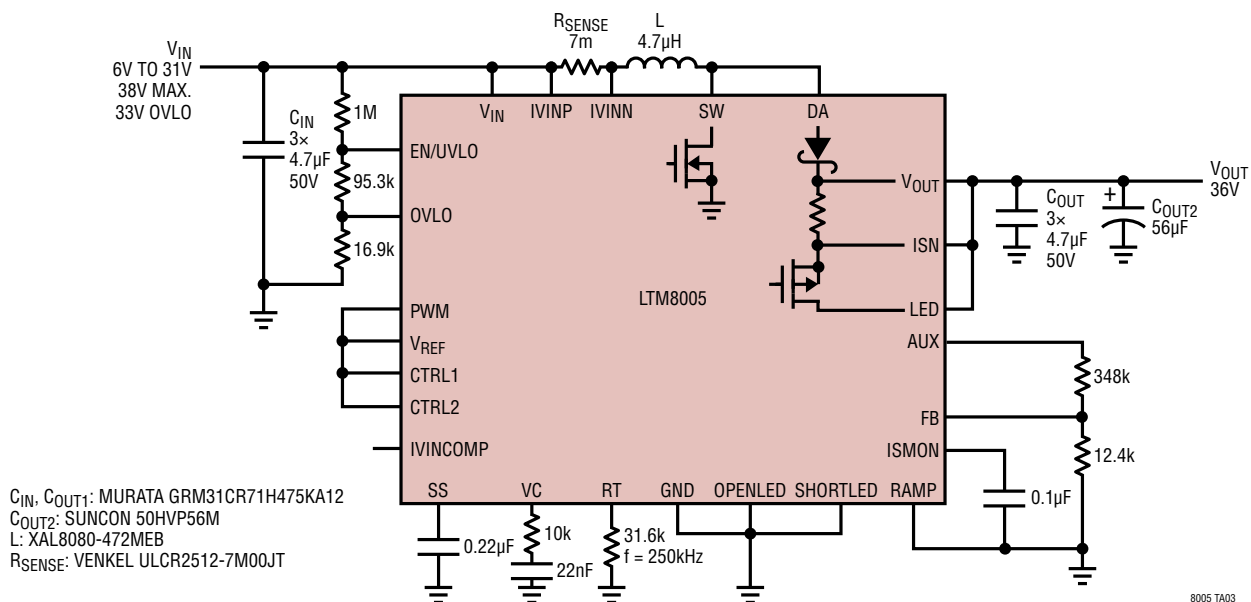 R_SENSE
7m
L
4.7µH
V_IN
6V TO 31V
38V MAX.
33V OVLO
C_IN
3×
4.7µF
50V
1M
95.3k
16.9k
V_IN
IVINP
IVINN
SW
DA
EN/UVLO
OVLO
V_OUT
ISN
LED
LTM8005
V_OUT
36V
C_OUT
3×
4.7µF
50V
+
C_OUT2
56µF
PWM
V_REF
CTRL1
CTRL2
IVINCOMP
AUX
FB
ISMON
348k
12.4k
0.1µF
SS
VC
RT
GND
OPENLED
SHORTLED
RAMP
0.22µF
10k
22nF
31.6k
f = 250kHz
C_IN, C_OUT1: MURATA GRM31CR71H475KA12
C_OUT2: SUNCON 50HVP56M
L: XAL8080-472MEB
R_SENSE: VENKEL ULCR2512-7M00JT
8005 TA03